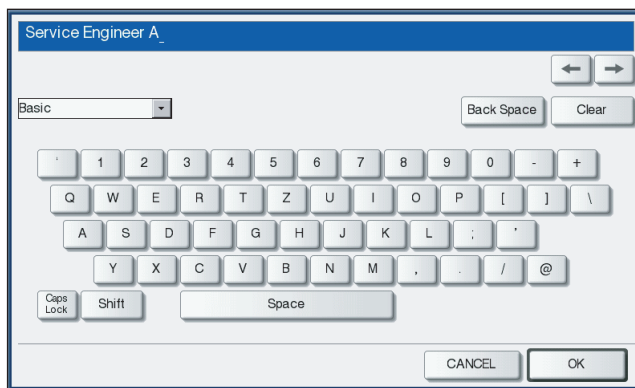 Service Engineer A_
← →
Basic Back Space Clear
‘ 1 2 3 4 5 6 7 8 9 0 - +
Q W E R T Z U I O P [ ] \
A S D F G H J K L ; '
Y X C V B N M , . / @
Caps Lock Shift Space
CANCEL OK